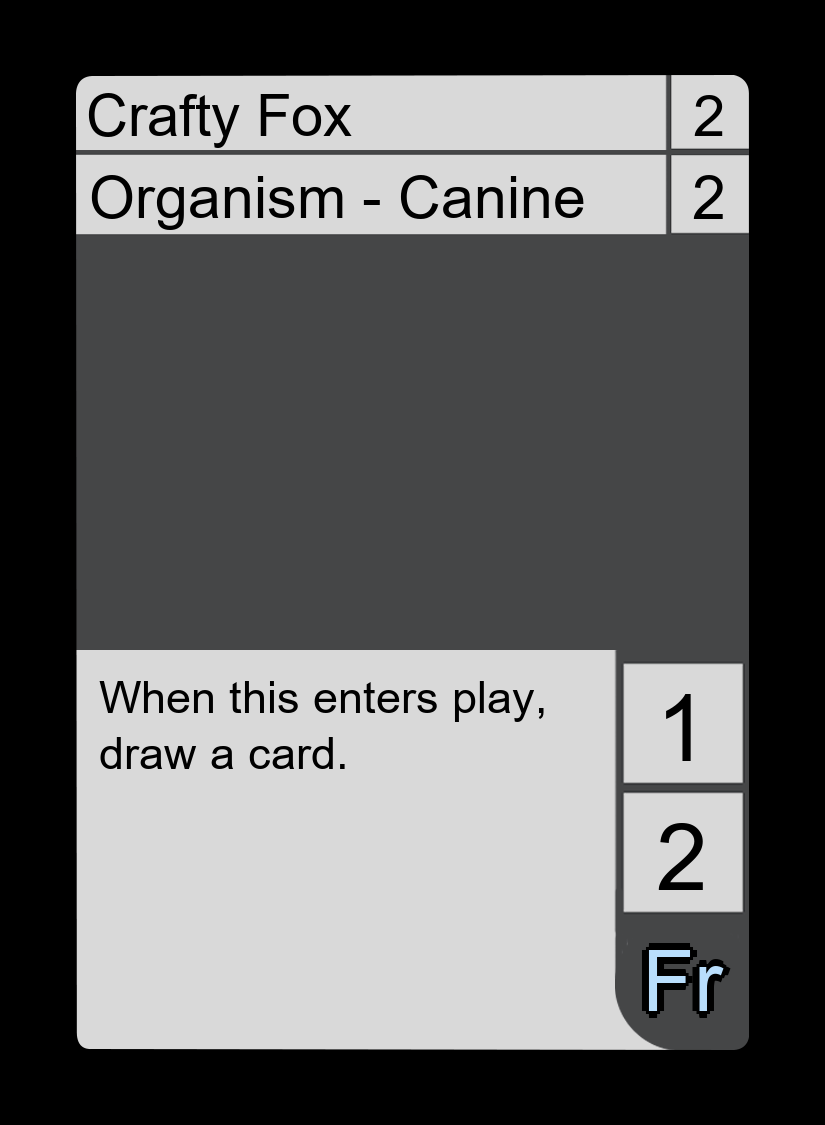 Crafty Fox 2
Organism - Canine 2
When this enters play,
draw a card.
1
2
Fr